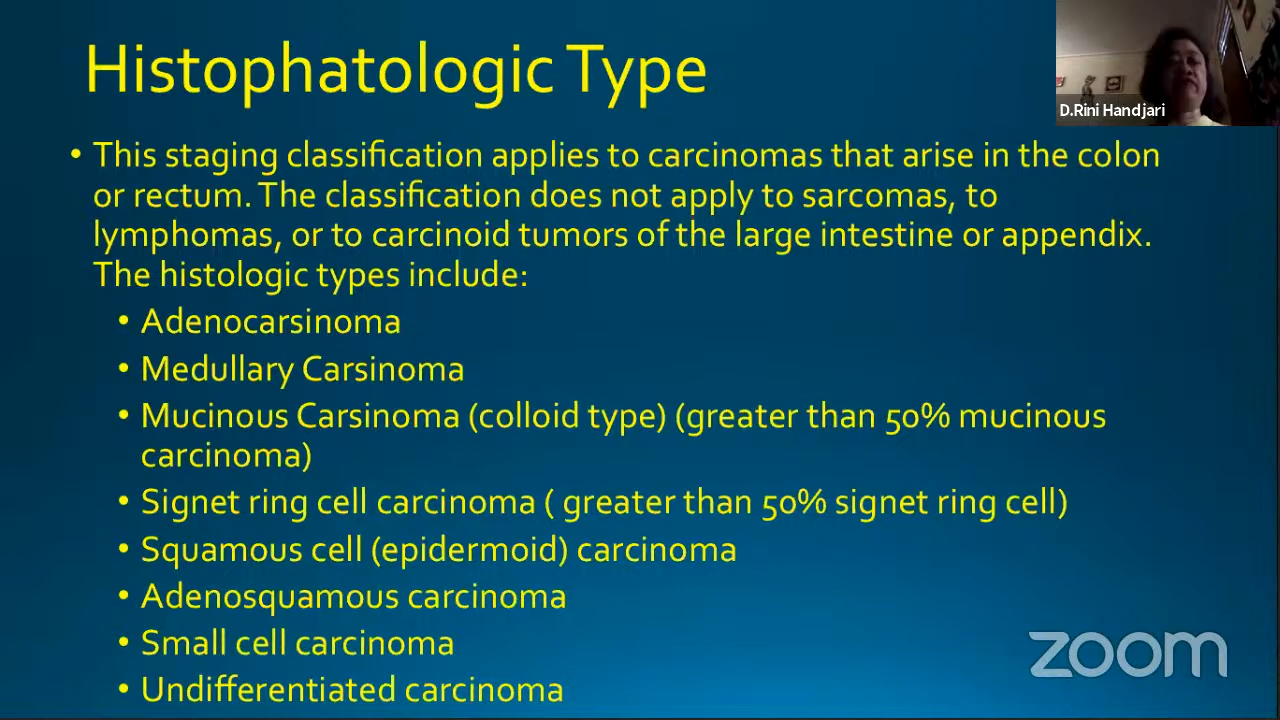 Histophatologic Type
D.Rini Handjari
• This staging classification applies to carcinomas that arise in the colon
or rectum. The classification does not apply to sarcomas, to
lymphomas, or to carcinoid tumors of the large intestine or appendix.
The histologic types include:
• Adenocarsinoma
• Medullary Carsinoma
• Mucinous Carsinoma (colloid type) (greater than 50% mucinous
carcinoma)
• Signet ring cell carcinoma ( greater than 50% signet ring cell)
• Squamous cell (epidermoid) carcinoma
• Adenosquamous carcinoma
• Small cell carcinoma
• Undifferentiated carcinoma
zoom